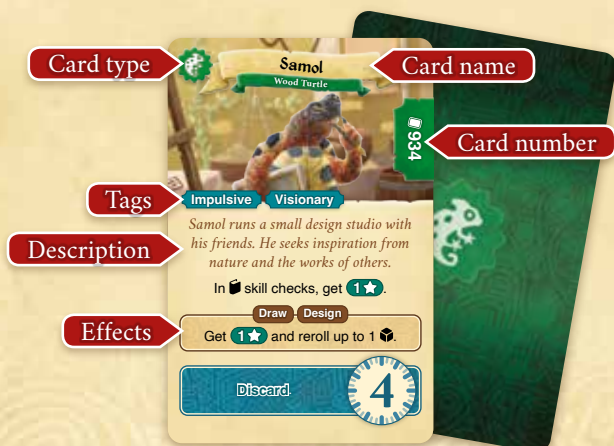 Card type
Samol
Card name
Wood Turtle
934
Card number
Tags
Impulsive Visionary
Description
Samol runs a small design studio with
his friends. He seeks inspiration from
nature and the works of others.
In skill checks, get 1
Draw Design
Effects
Get 1 and reroll up to 1
Discard
4